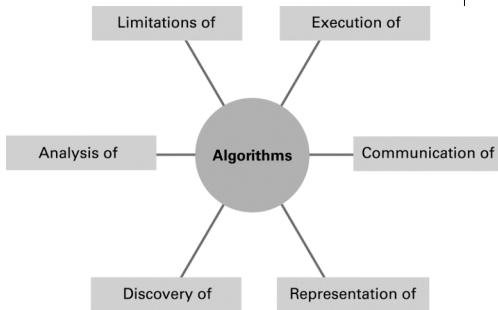 Limitations of
Execution of
Analysis of
Algorithms
Communication of
Discovery of
Representation of